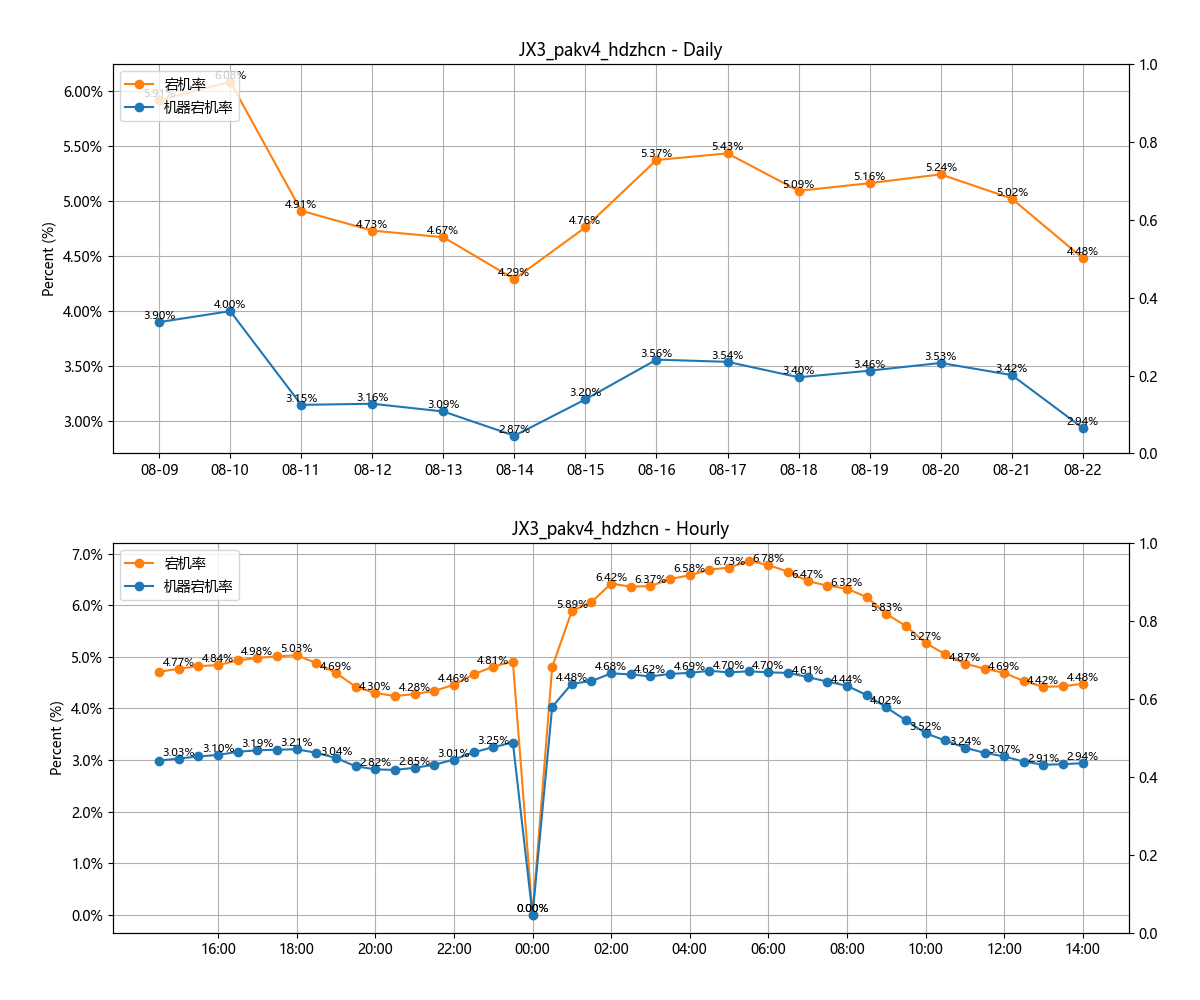 JX3_pakv4_hdzhcn - Daily
宕机率
机器宕机率
Percent (%)
6.00%
5.50%
5.00%
4.50%
4.00%
3.50%
3.00%
1.0
0.8
0.6
0.4
0.2
0.0
5.91% 6.08% 4.91% 4.73% 4.67% 4.29% 4.76% 5.37% 5.43% 5.09% 5.16% 5.24% 5.02% 4.48%
3.90% 4.00% 3.15% 3.16% 3.09% 2.87% 3.20% 3.56% 3.54% 3.40% 3.46% 3.53% 3.42% 2.94%
08-09 08-10 08-11 08-12 08-13 08-14 08-15 08-16 08-17 08-18 08-19 08-20 08-21 08-22
JX3_pakv4_hdzhcn - Hourly
宕机率
机器宕机率
Percent (%)
7.0%
6.0%
5.0%
4.0%
3.0%
2.0%
1.0%
0.0%
1.0
0.8
0.6
0.4
0.2
0.0
4.77% 4.84% 4.98% 5.03% 4.69% 4.30% 4.28% 4.46% 4.81% 0.00% 5.89% 6.42% 6.37% 6.58% 6.73% 6.78% 6.47% 6.32% 5.83% 5.27% 4.87% 4.69% 4.42% 4.48%
3.03% 3.10% 3.19% 3.21% 3.04% 2.82% 2.85% 3.01% 3.25% 0.00% 4.48% 4.68% 4.62% 4.69% 4.70% 4.70% 4.61% 4.44% 4.02% 3.52% 3.24% 3.07% 2.91% 2.94%
16:00 18:00 20:00 22:00 00:00 02:00 04:00 06:00 08:00 10:00 12:00 14:00